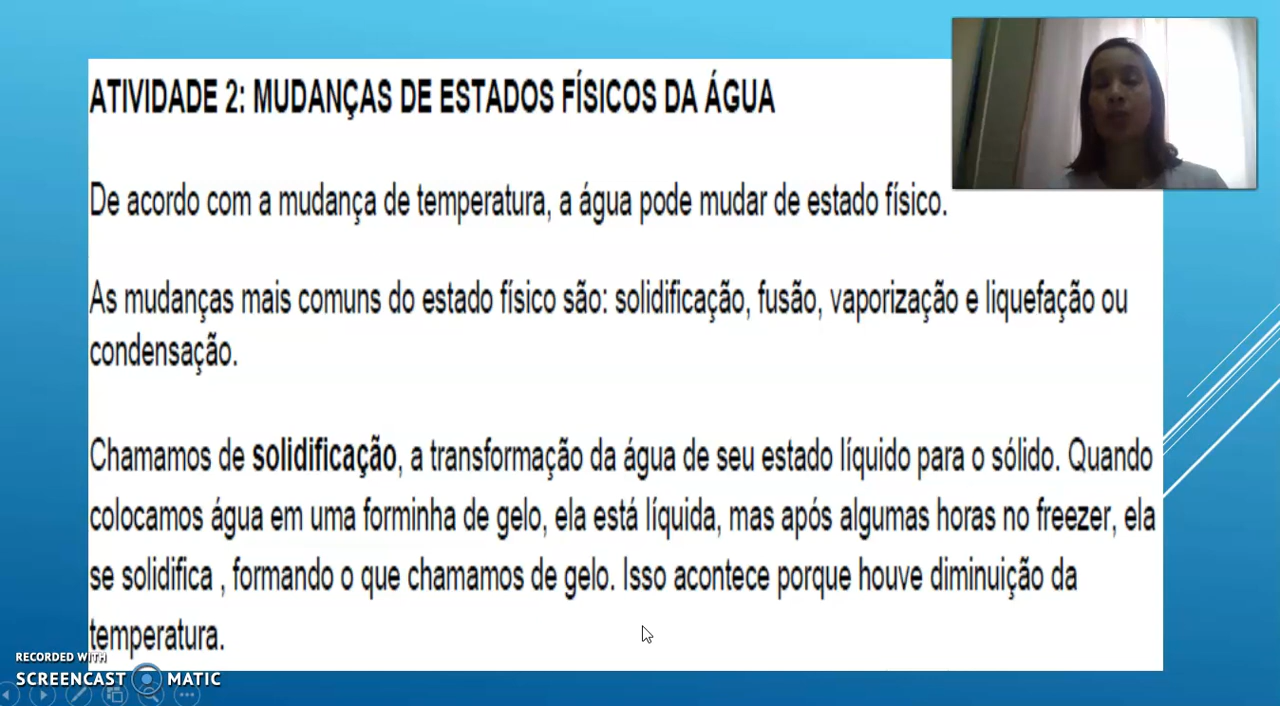 ATIVIDADE 2: MUDANÇAS DE ESTADOS FÍSICOS DA ÁGUA
De acordo com a mudança de temperatura, a água pode mudar de estado físico.
As mudanças mais comuns do estado físico são: solidificação, fusão, vaporização e liquefação ou
condensação.
Chamamos de solidificação, a transformação da água de seu estado líquido para o sólido. Quando
colocamos água em uma forminha de gelo, ela está líquida, mas após algumas horas no freezer, ela
se solidifica , formando o que chamamos de gelo. Isso acontece porque houve diminuição da
temperatura.
RECORDED WITH
SCREENCAST MATIC